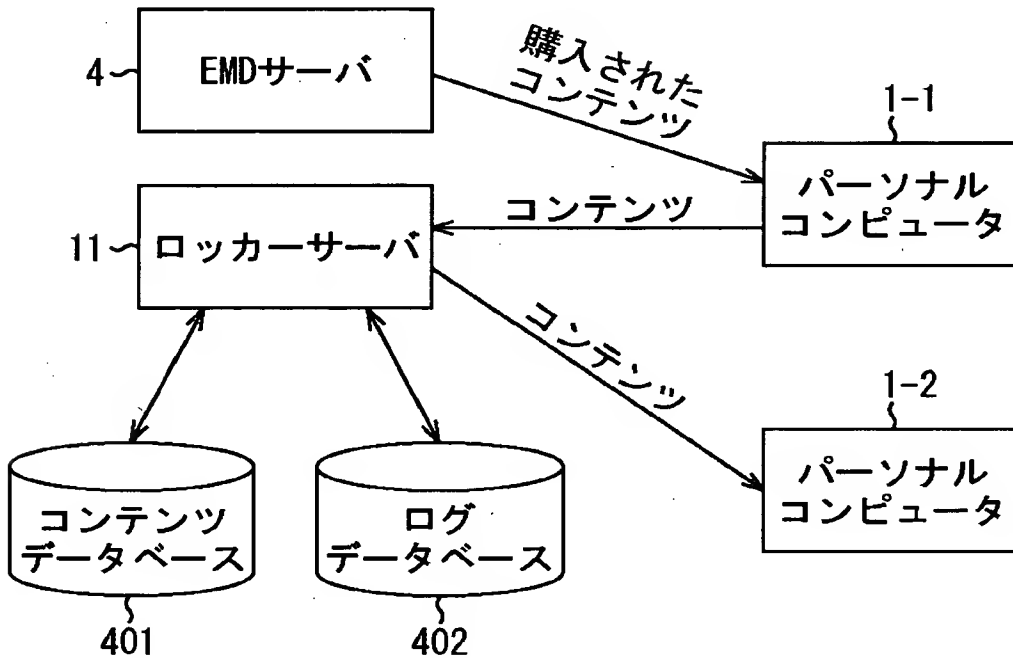 4
EMDサーバ
購入された
コンテンツ
1-1
パーソナル
コンピュータ
11
ロッカーサーバ
コンテンツ
コンテンツ
1-2
パーソナル
コンピュータ
コンテンツ
データベース
401
ログ
データベース
402